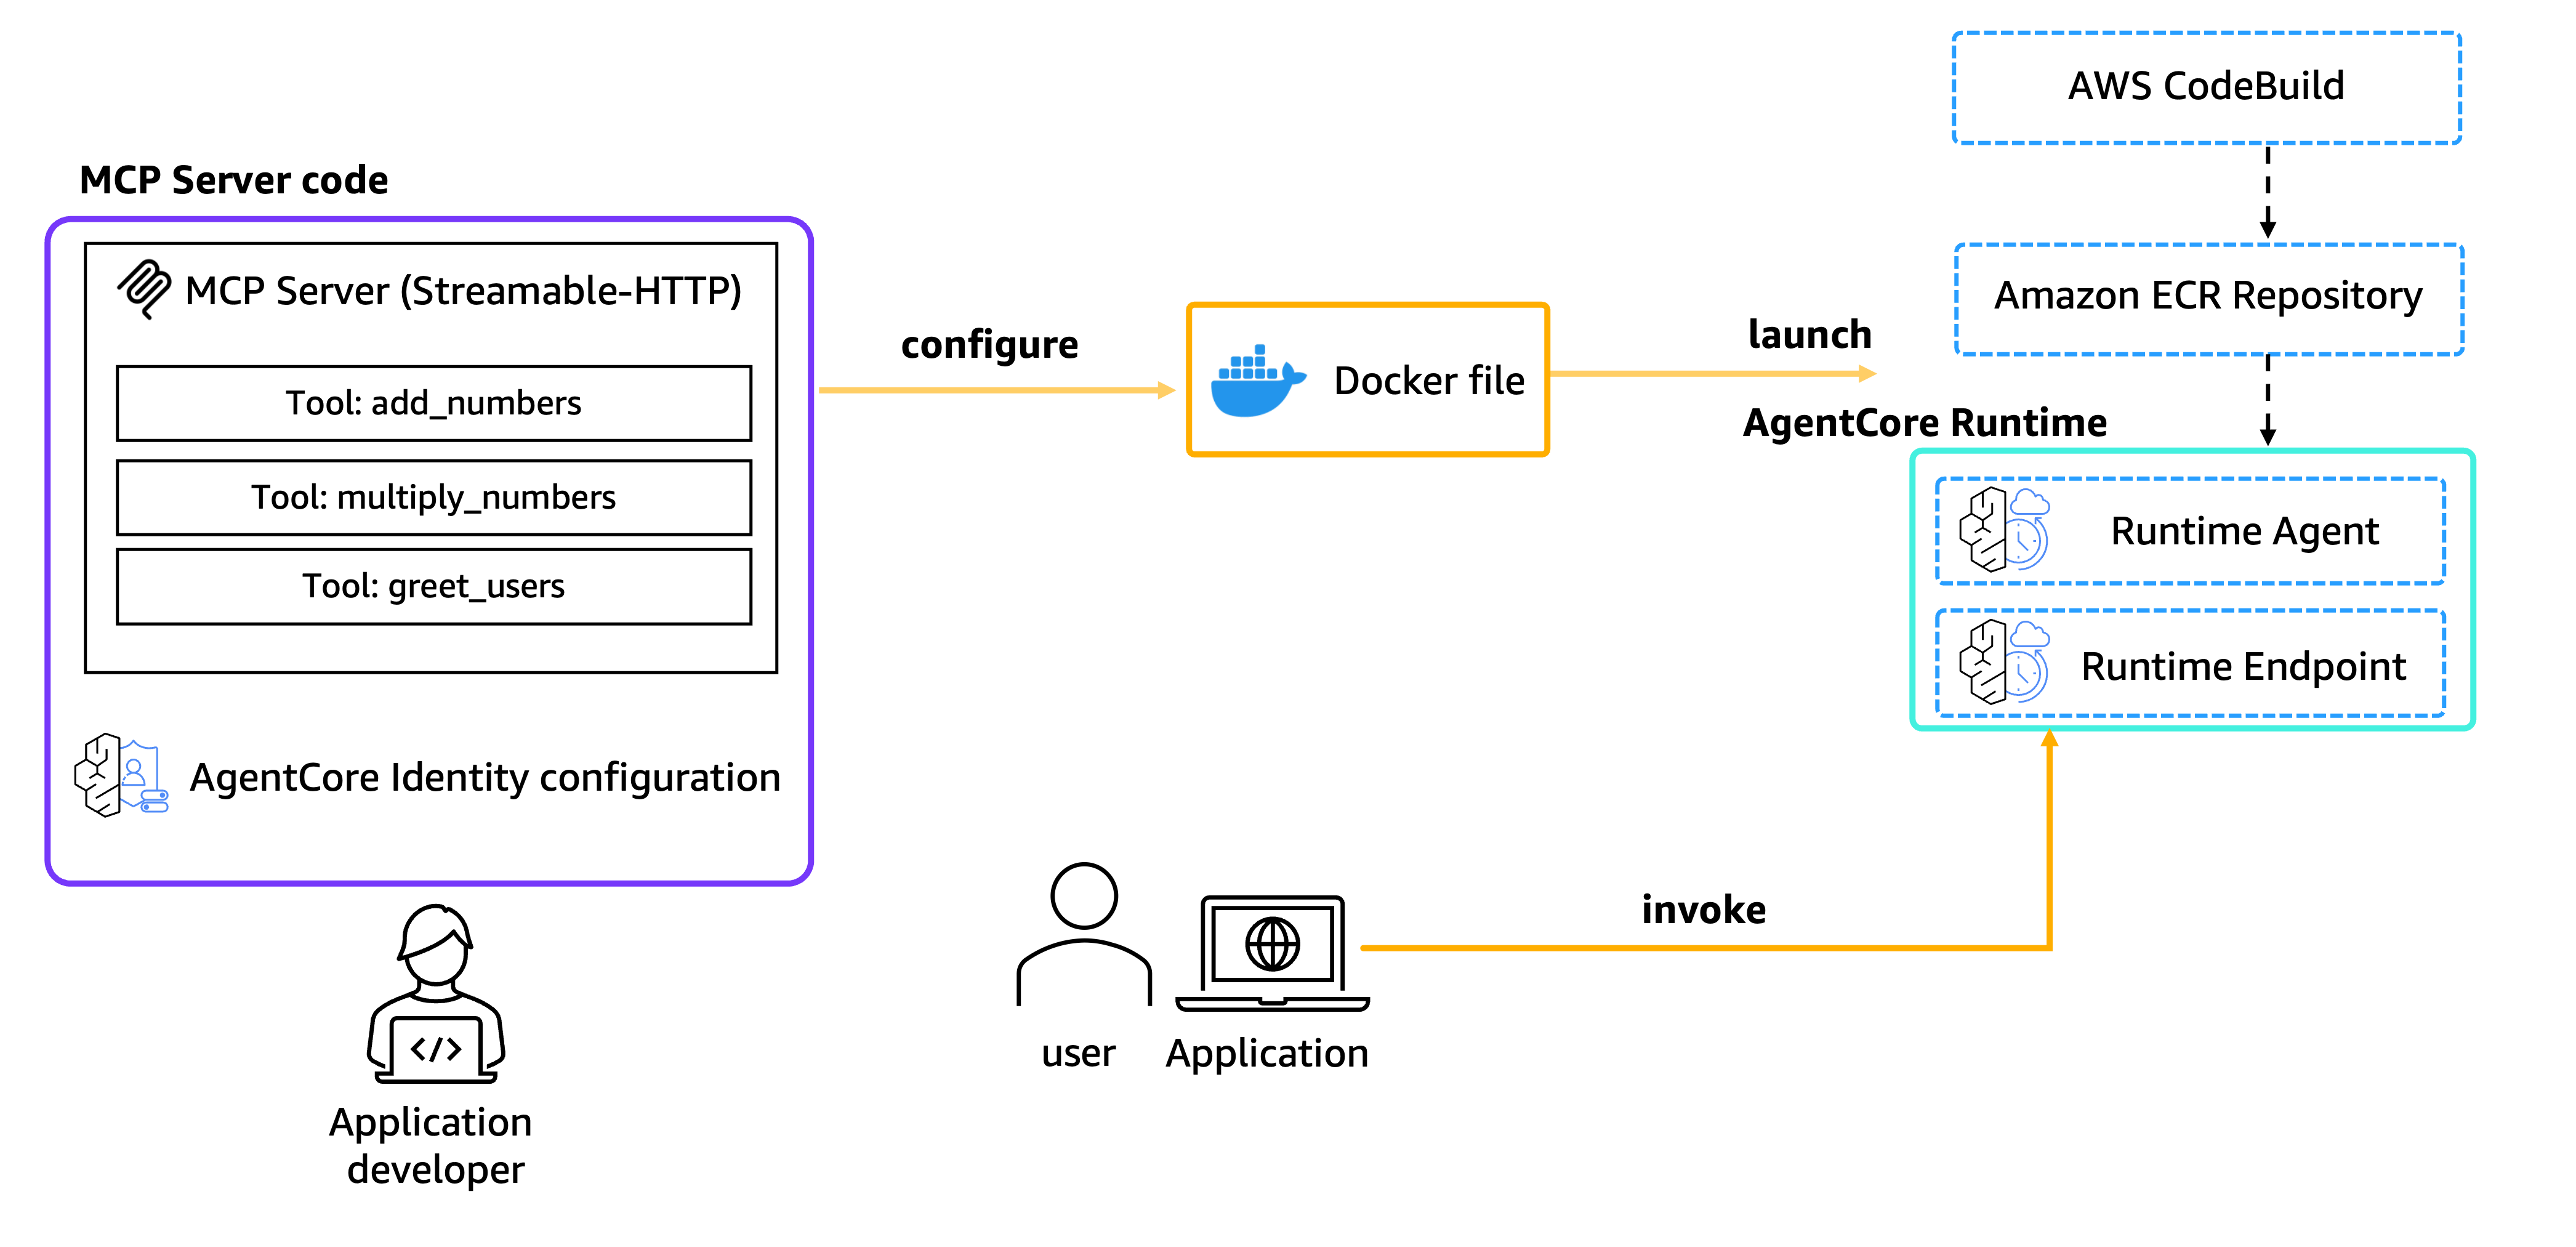 MCP Server code
MCP Server (Streamable-HTTP)
Tool: add_numbers
Tool: multiply_numbers
Tool: greet_users
AgentCore Identity configuration
</>
Application
developer
configure
Docker file
launch
AWS CodeBuild
Amazon ECR Repository
AgentCore Runtime
Runtime Agent
Runtime Endpoint
invoke
user
Application